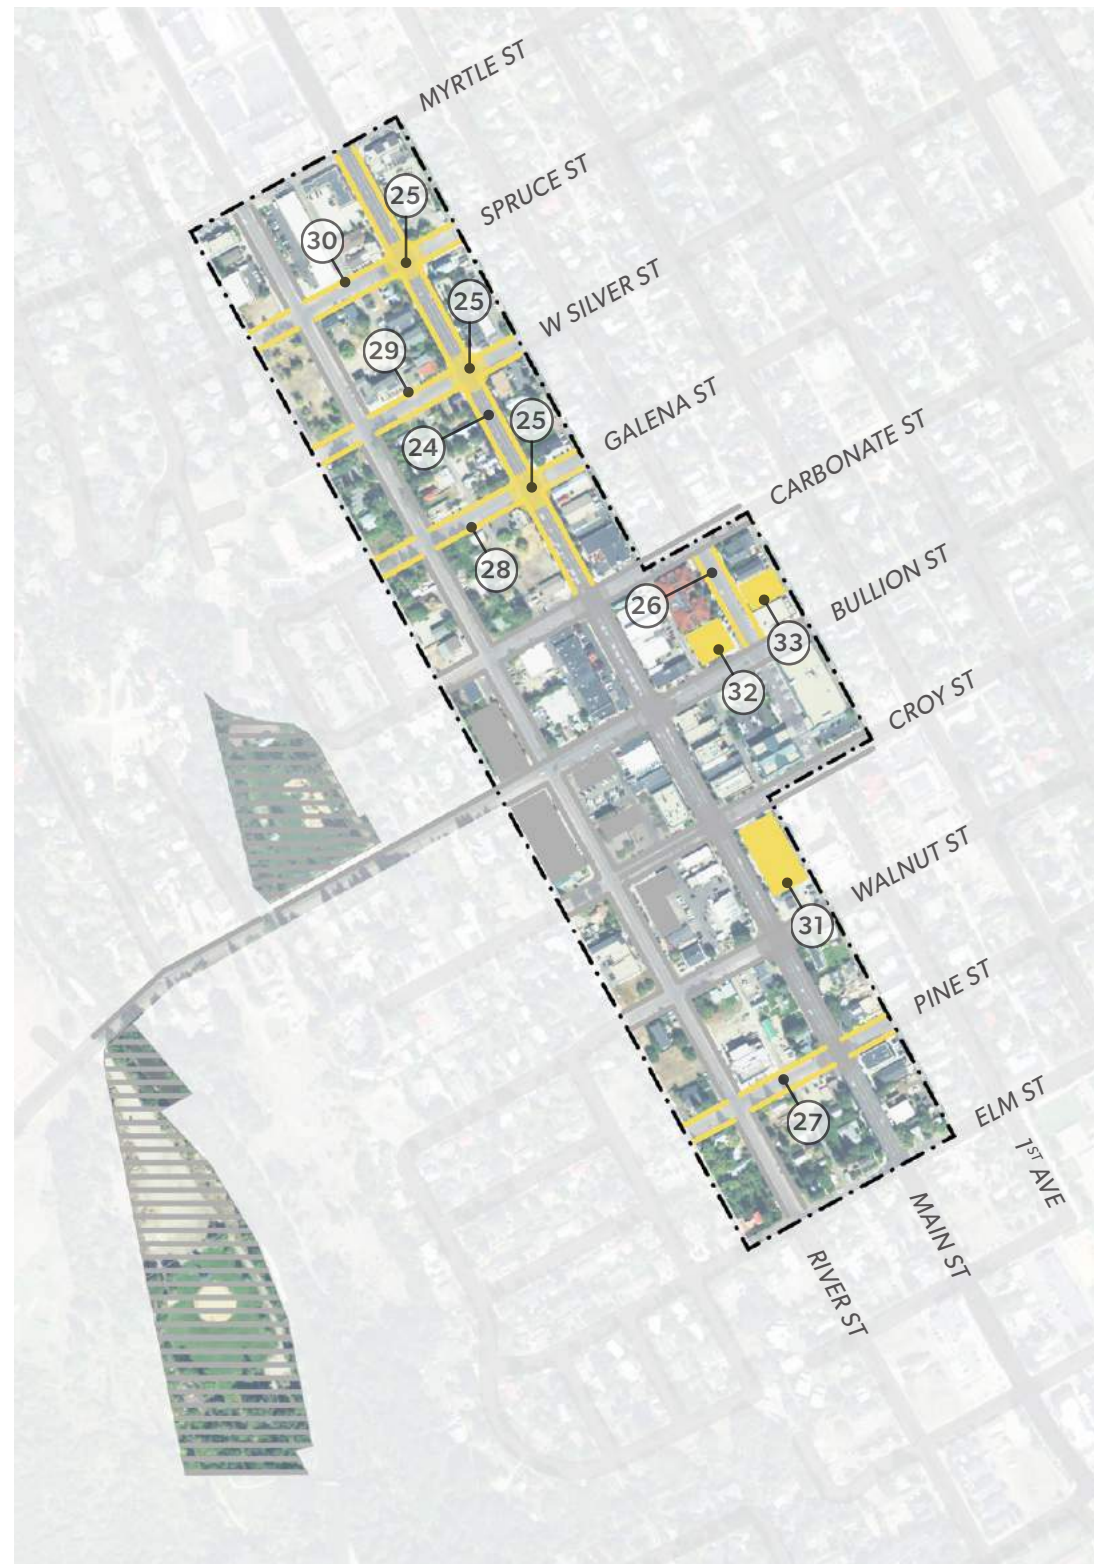 MYRTLE ST
SPRUCE ST
25
30
W SILVER ST
25
29
GALENA ST
25
24
CARBONATE ST
28
BULLION ST
26
33
32
CROY ST
WALNUT ST
31
PINE ST
27
ELM ST
1ST AVE
MAIN ST
RIVER ST